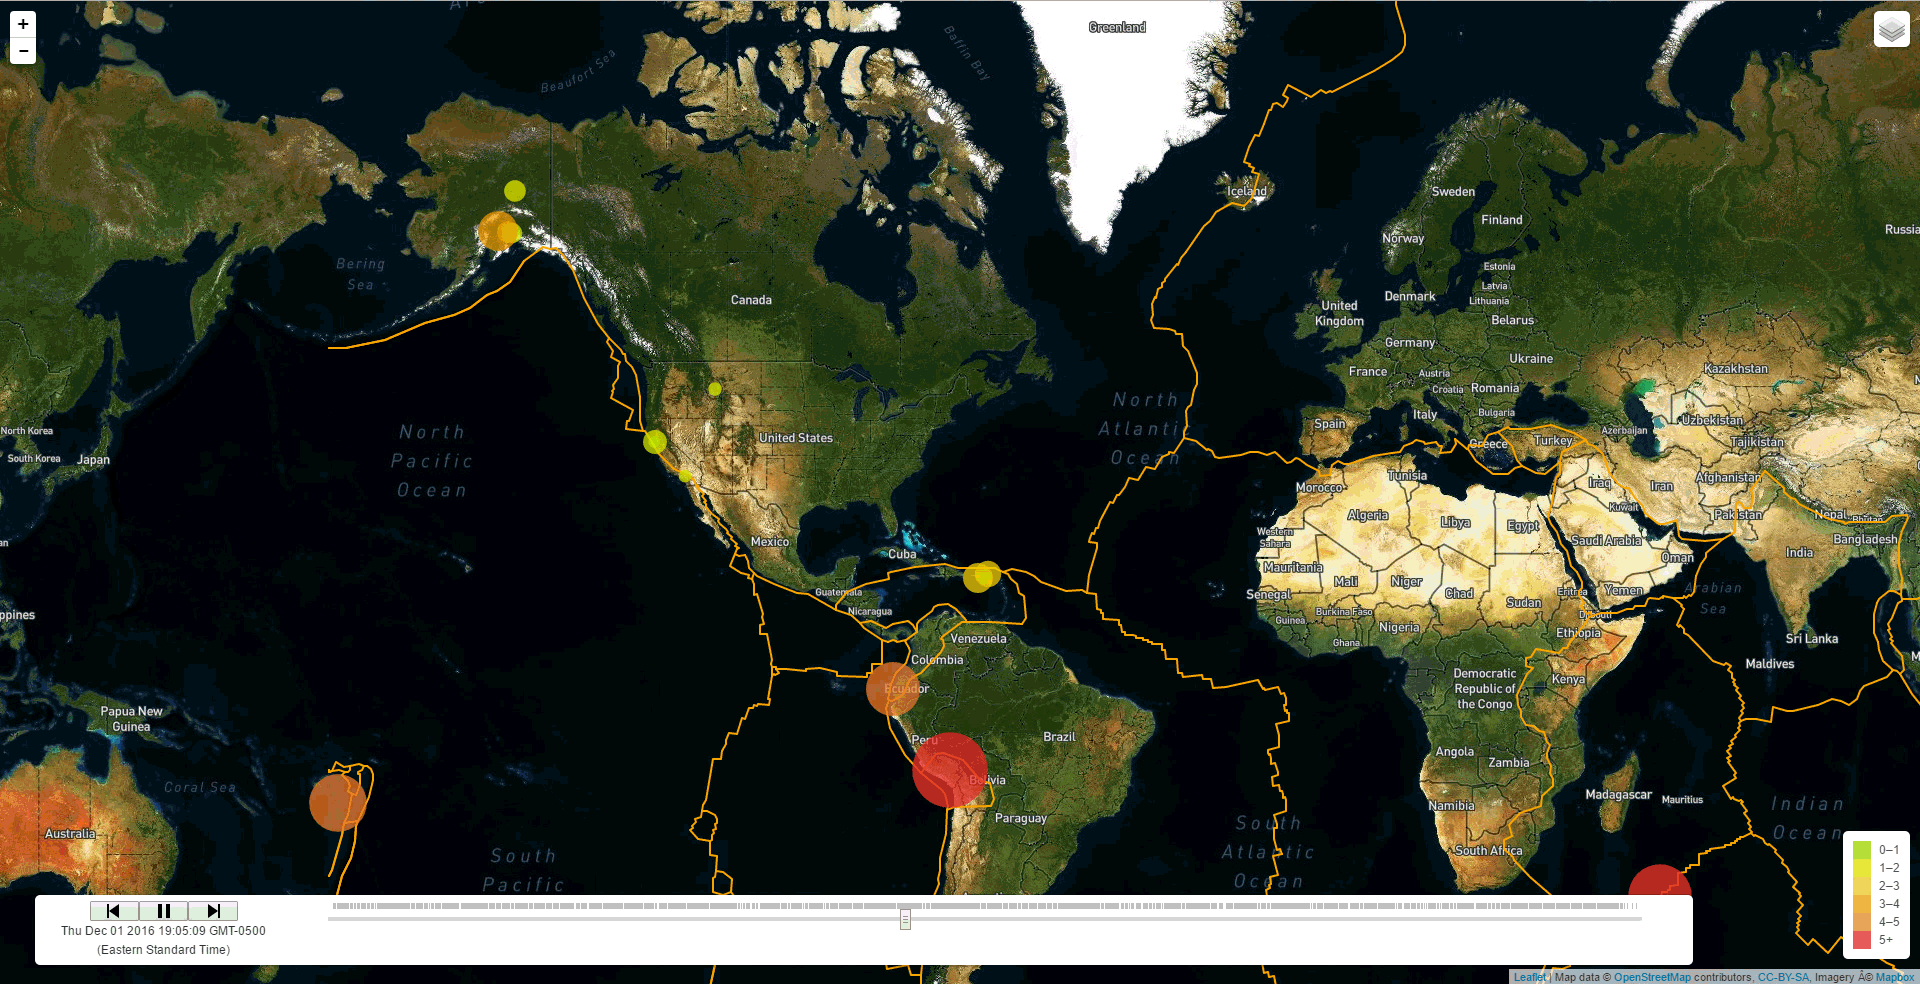 +
−
Greenland
Beaufort Sea
Baffin Bay
Iceland
Sweden
Finland
Norway
Russia
Bering
Sea
Estonia
Latvia
Lithuania
Denmark
United
Kingdom
Belarus
Canada
Germany
Ukraine
France
Austria
Kazakhstan
Croatia
Romania
North
Atlantic
Ocean
Italy
Bulgaria
Spain
Uzbekistan
Azerbaijan
North
Pacific
Ocean
United States
Greece
Turkey
Tajikistan
North Korea
South Korea
Japan
Tunisia
Morocco
Iraq
Iran
Afghanistan
Algeria
Libya
Egypt
Kuwait
Pakistan
Nepal
Bhutan
Western
Sahara
Mexico
Cuba
Saudi Arabia
Oman
India
Bangladesh
Mauritania
Mali
Niger
Chad
Sudan
Eritrea
Yemen
Arabian
Sea
Guatemala
Senegal
Nicaragua
Burkina Faso
Djibouti
Guinea
Nigeria
Ghana
Ethiopia
ppines
Venezuela
Sri Lanka
Colombia
Maldives
Democratic
Republic of
the Congo
Kenya
Ecuador
Papua New
Guinea
Peru
Brazil
Angola
Zambia
Bolivia
Coral Sea
Madagascar
Mauritius
Namibia
Indian
Ocean
Paraguay
Australia
South
Atlantic
Ocean
South Africa
South
Pacific
0–1
1–2
2–3
3–4
4–5
5+
Thu Dec 01 2016 19:05:09 GMT-0500
(Eastern Standard Time)
Leaflet | Map data © OpenStreetMap contributors, CC-BY-SA, Imagery Â© Mapbox